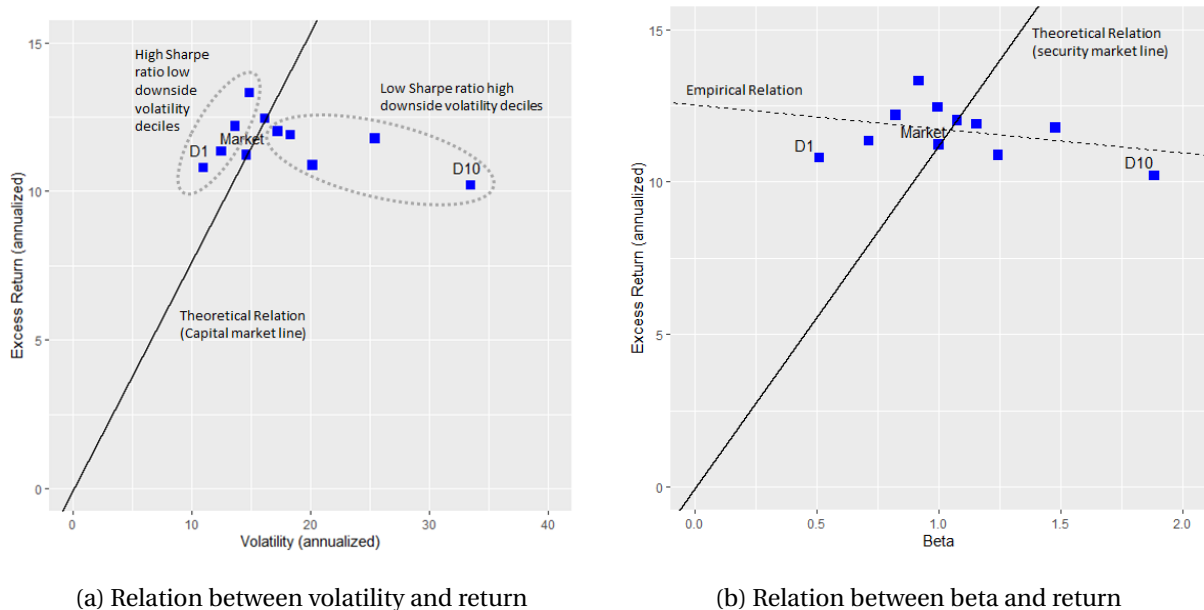 15
10
5
0
Excess Return (annualized)
High Sharpe
ratio low
downside
volatility
deciles
Low Sharpe ratio high
downside volatility deciles
D1
Market
D10
Theoretical Relation
(Capital market line)
0
10
20
30
40
Volatility (annualized)
(a) Relation between volatility and return
15
10
5
0
Excess Return (annualized)
Theoretical Relation
(security market line)
Empirical Relation
D1
Market
D10
0.0
0.5
1.0
1.5
2.0
Beta
(b) Relation between beta and return